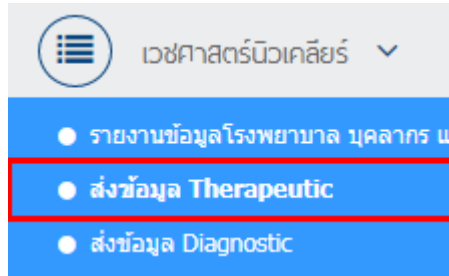 เวชศาสตร์นิวเคลียร์
รายงานข้อมูลโรงพยาบาล บุคลากร แ
ส่งข้อมูล Therapeutic
ส่งข้อมูล Diagnostic